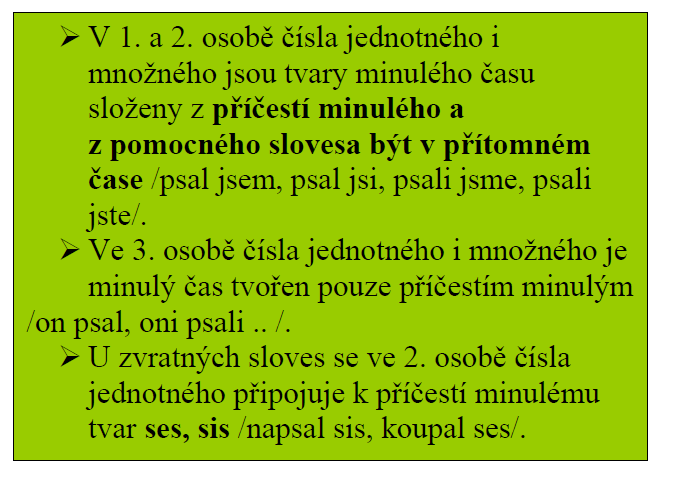 ➢ V 1. a 2. osobě čísla jednotného i
množného jsou tvary minulého času
složeny z příčestí minulého a
z pomocného slovesa být v přítomném
čase /psal jsem, psal jsi, psali jsme, psali
jste/.
➢ Ve 3. osobě čísla jednotného i množného je
minulý čas tvořen pouze příčestím minulým
/on psal, oni psali .. /.
➢ U zvratných sloves se ve 2. osobě čísla
jednotného připojuje k příčestí minulému
tvar ses, sis /napsal sis, koupal ses/.